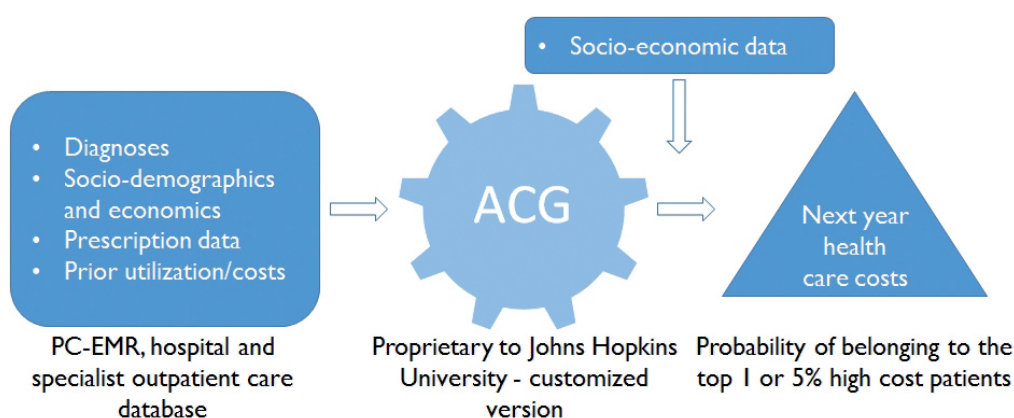 • Socio-economic data
• Diagnoses
• Socio-demographics
and economics
• Prescription data
• Prior utilization/costs
ACG
Next year
health
care costs
PC-EMR, hospital and
specialist outpatient care
database
Proprietary to Johns Hopkins
University - customized
version
Probability of belonging to the
top 1 or 5% high cost patients